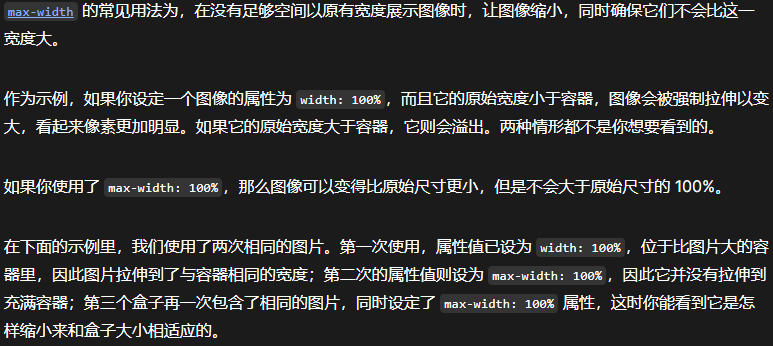 max-width 的常见用法为，在没有足够空间以原有宽度展示图像时，让图像缩小，同时确保它们不会比这一
宽度大。
作为示例，如果你设定一个图像的属性为 width: 100%，而且它的原始宽度小于容器，图像会被强制拉伸以变
大，看起来像素更加明显。如果它的原始宽度大于容器，它则会溢出。两种情形都不是你想要看到的。
如果你使用了 max-width: 100%，那么图像可以变得比原始尺寸更小，但是不会大于原始尺寸的 100%。
在下面的示例里，我们使用了两次相同的图片。第一次使用，属性值已设为 width: 100%，位于比图片大的容
器里，因此图片拉伸到了与容器相同的宽度；第二次的属性值则设为 max-width: 100%，因此它并没有拉伸到
充满容器；第三个盒子再一次包含了相同的图片，同时设定了 max-width: 100% 属性，这时你能看到它是怎
样缩小来和盒子大小相适应的。